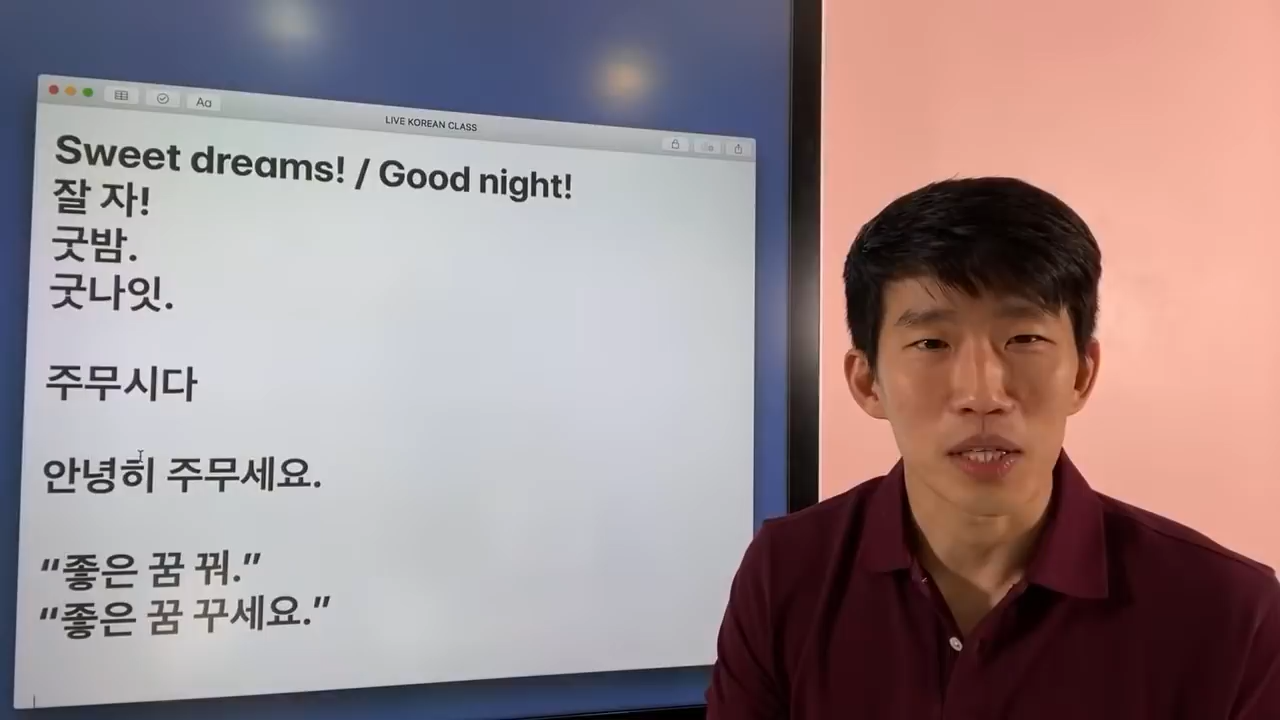 LIVE KOREAN CLASS
Aa
Sweet dreams! / Good night!
잘 자!
굿밤.
굿나잇.
주무시다
안녕히 주무세요.
“좋은 꿈 꿔.”
“좋은 꿈 꾸세요.”